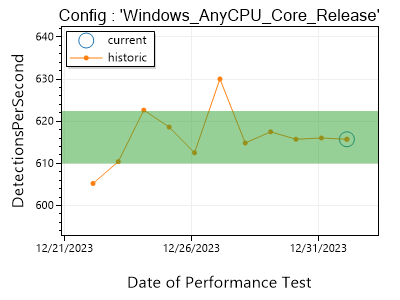 Config : 'Windows_AnyCPU_Core_Release'
current
historic
640
630
620
610
600
DetectionsPerSecond
12/21/2023
12/26/2023
12/31/2023
Date of Performance Test